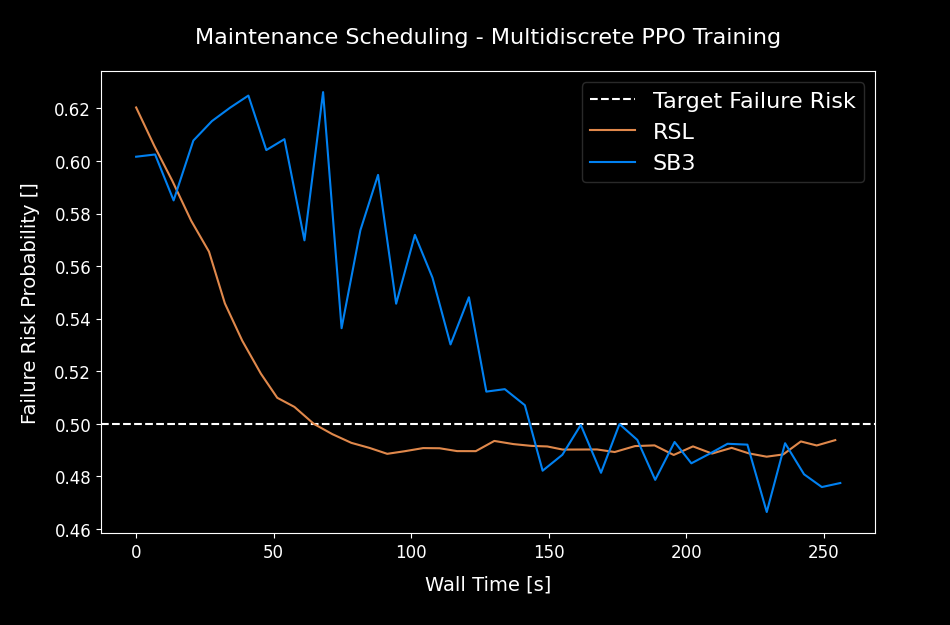 Maintenance Scheduling - Multidiscrete PPO Training
Target Failure Risk
RSL
SB3
Failure Risk Probability []
0.62
0.60
0.58
0.56
0.54
0.52
0.50
0.48
0.46
0
50
100
150
200
250
Wall Time [s]